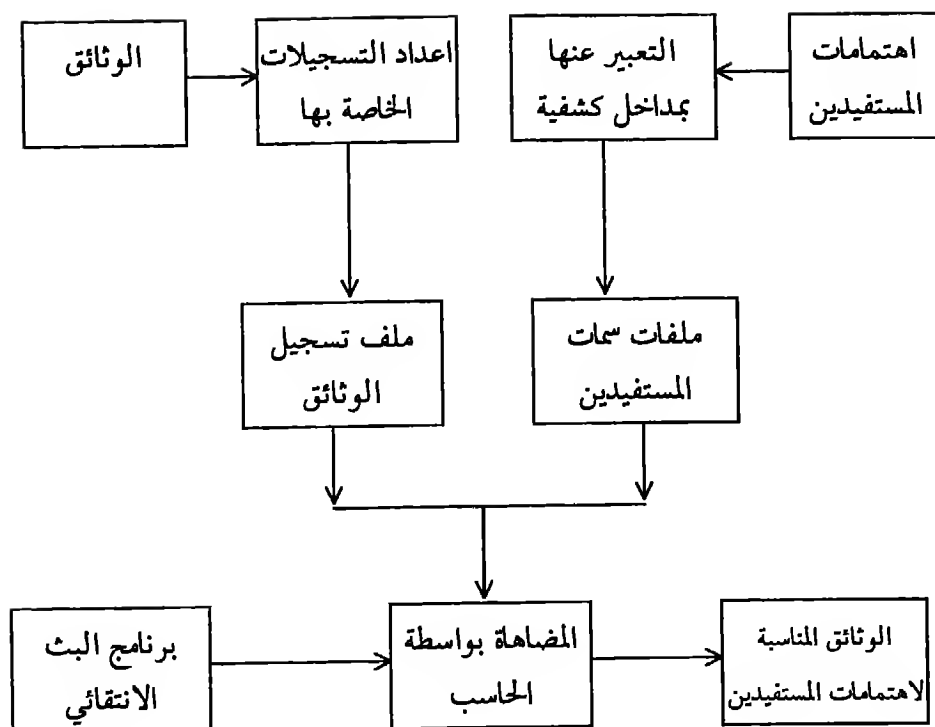 اهتمامات
المستفيدين
التعبير عنها
بمداخل كشفية
اعداد التسجيلات
الخاصة بها
الوثائق
ملفات سمات
المستفيدين
ملف تسجيل
الوثائق
الوثائق المناسبة
لاهتمامات المستفيدين
المضاهاة بواسطة
الحاسب
برنامج البث
الانتقائي